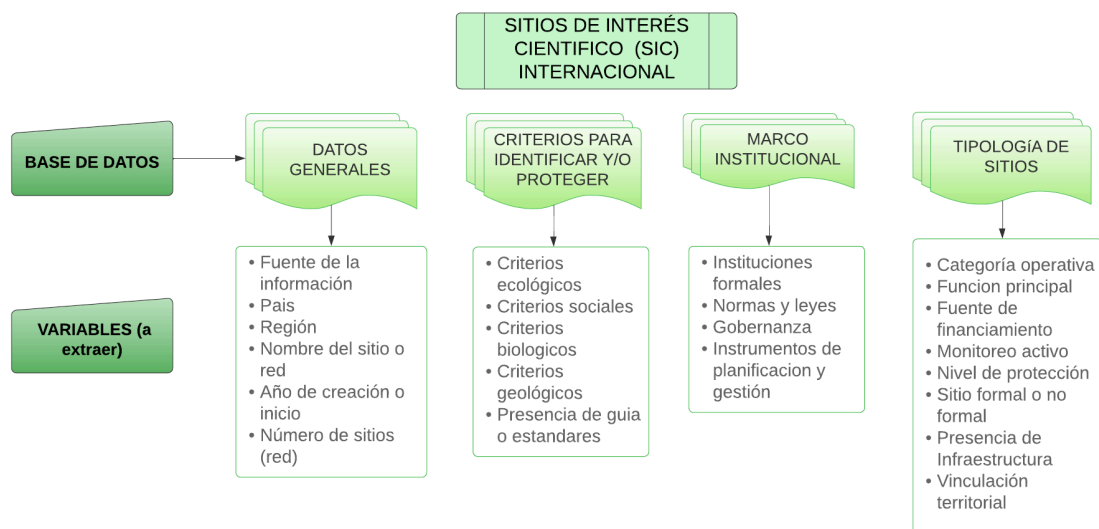 SITIOS DE INTERÉS
CIENTIFICO (SIC)
INTERNACIONAL
BASE DE DATOS
DATOS
GENERALES
CRITERIOS PARA
IDENTIFICAR Y/O
PROTEGER
MARCO
INSTITUCIONAL
TIPOLOGíA DE
SITIOS
VARIABLES (a
extraer)
• Fuente de la
información
• Pais
• Región
• Nombre del sitio o
red
• Año de creación o
inicio
• Número de sitios
(red)
• Criterios
ecológicos
• Criterios sociales
• Criterios
biologicos
• Criterios
geológicos
• Presencia de guia
o estandares
• Instituciones
formales
• Normas y leyes
• Gobernanza
• Instrumentos de
planificacion y
gestión
• Categoría operativa
• Funcion principal
• Fuente de
financiamiento
• Monitoreo activo
• Nivel de protección
• Sitio formal o no
formal
• Presencia de
Infraestructura
• Vinculación
territorial